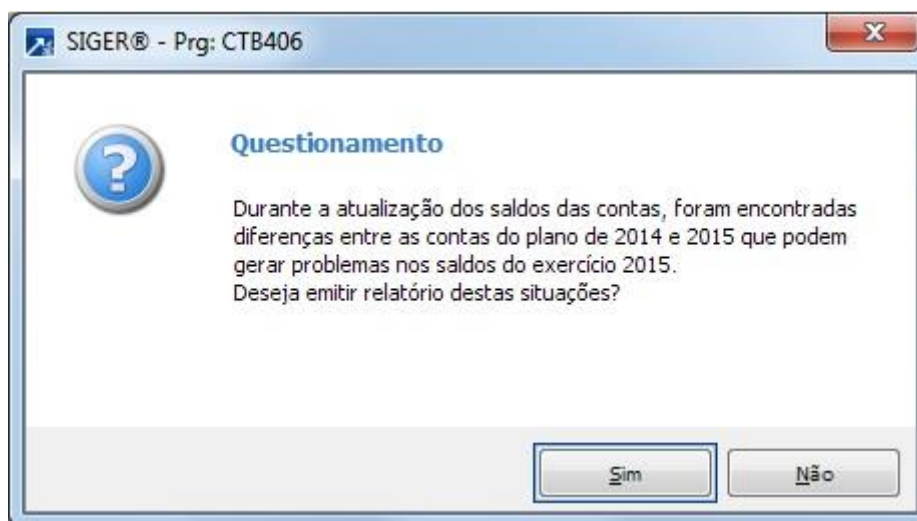 SIGER® - Prg: CTB406
Questionamento
Durante a atualização dos saldos das contas, foram encontradas
diferenças entre as contas do plano de 2014 e 2015 que podem
gerar problemas nos saldos do exercício 2015.
Deseja emitir relatório destas situações?
Sim
Não